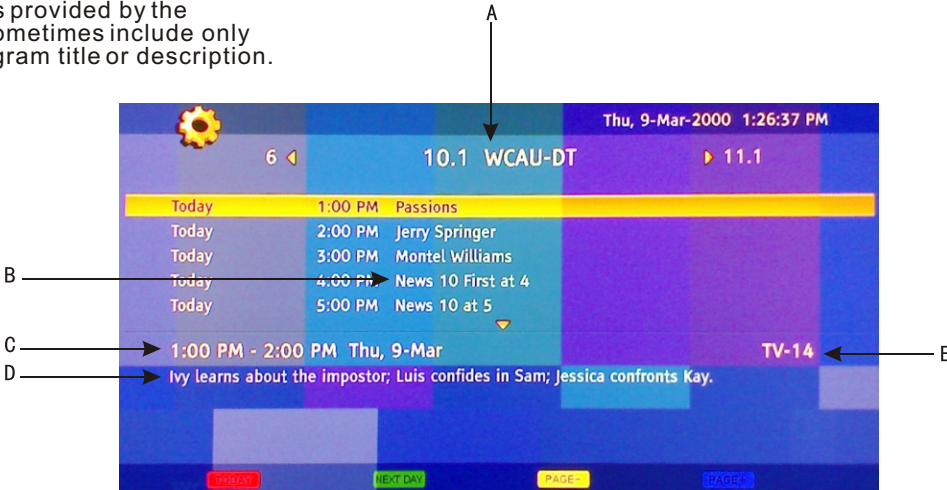 s provided by the
ometimes include only
gram title or description.
A
Thu, 9-Mar-2000 1:26:37 PM
6 10.1 WCAU-DT 11.1
Today 1:00 PM Passions
Today 2:00 PM Jerry Springer
Today 3:00 PM Montel Williams
B Today 4:00 PM News 10 First at 4
Today 5:00 PM News 10 at 5
C 1:00 PM - 2:00 PM Thu, 9-Mar TV-14 E
D Ivy learns about the impostor; Luis confides in Sam; Jessica confronts Kay.
TODAY NEXT DAY PAGE- PAGE+